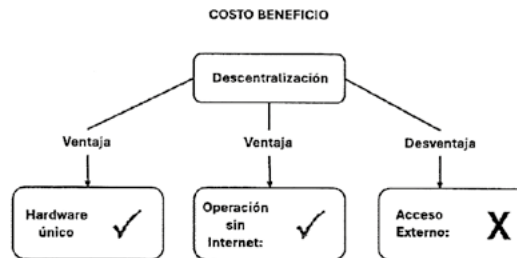 COSTO BENEFICIO
Descentralización
Ventaja
Ventaja
Desventaja
Hardware
único
Operación
sin
Internet:
Acceso
Externo:
X